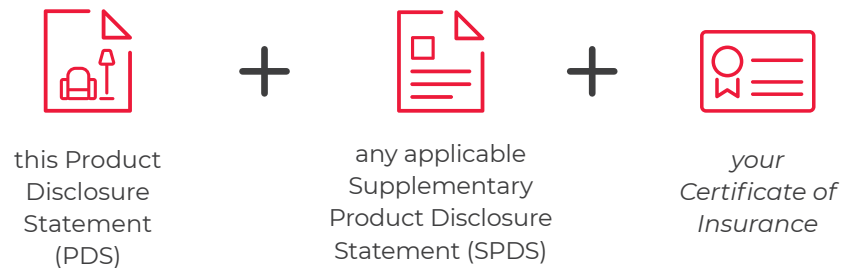 this Product
Disclosure
Statement
(PDS)
any applicable
Supplementary
Product Disclosure
Statement (SPDS)
your
Certificate of
Insurance